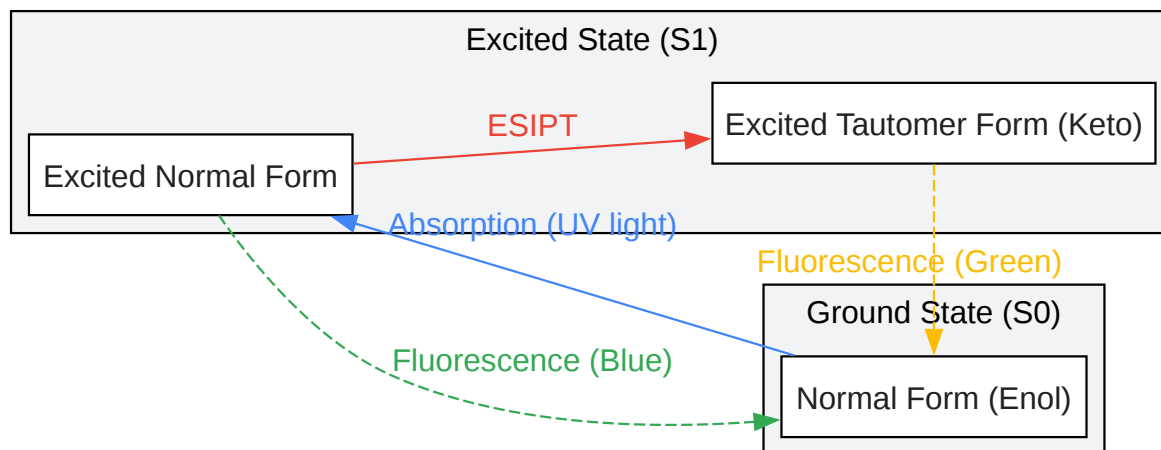 Excited State (S1)
ESIPT
Excited Tautomer Form (Keto)
Excited Normal Form
Absorption (UV light)
Fluorescence (Green)
Ground State (S0)
Fluorescence (Blue)
Normal Form (Enol)